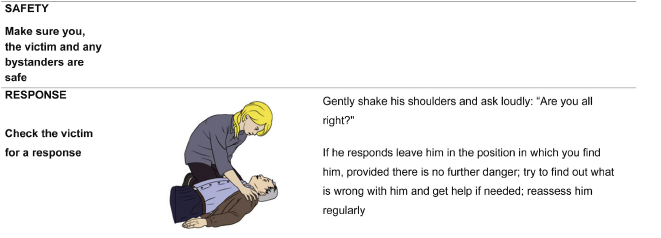 SAFETY
Make sure you,
the victim and any
bystanders are
safe
RESPONSE
Check the victim
for a response
Gently shake his shoulders and ask loudly: “Are you all
right?"
If he responds leave him in the position in which you find
him, provided there is no further danger; try to find out what
is wrong with him and get help if needed; reassess him
regularly